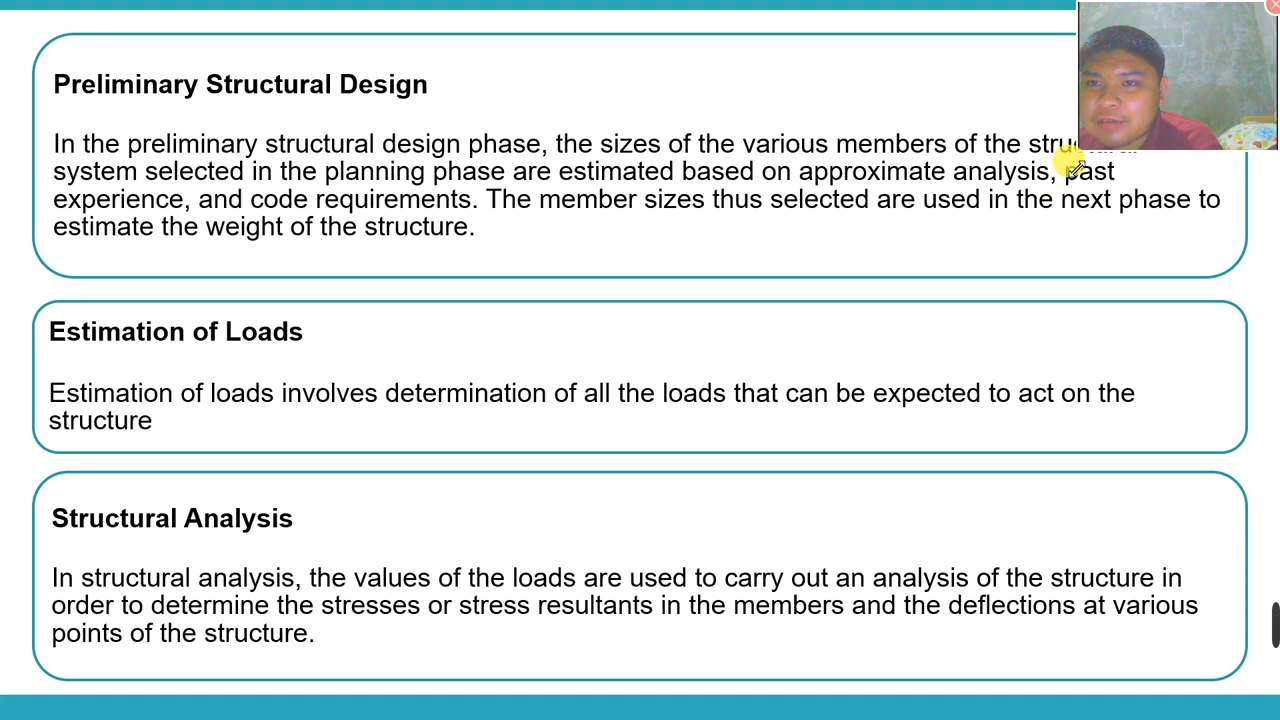 Preliminary Structural Design
In the preliminary structural design phase, the sizes of the various members of the
system selected in the planning phase are estimated based on approximate analysis, past
experience, and code requirements. The member sizes thus selected are used in the next phase to
estimate the weight of the structure.
Estimation of Loads
Estimation of loads involves determination of all the loads that can be expected to act on the
structure
Structural Analysis
In structural analysis, the values of the loads are used to carry out an analysis of the structure in
order to determine the stresses or stress resultants in the members and the deflections at various
points of the structure.